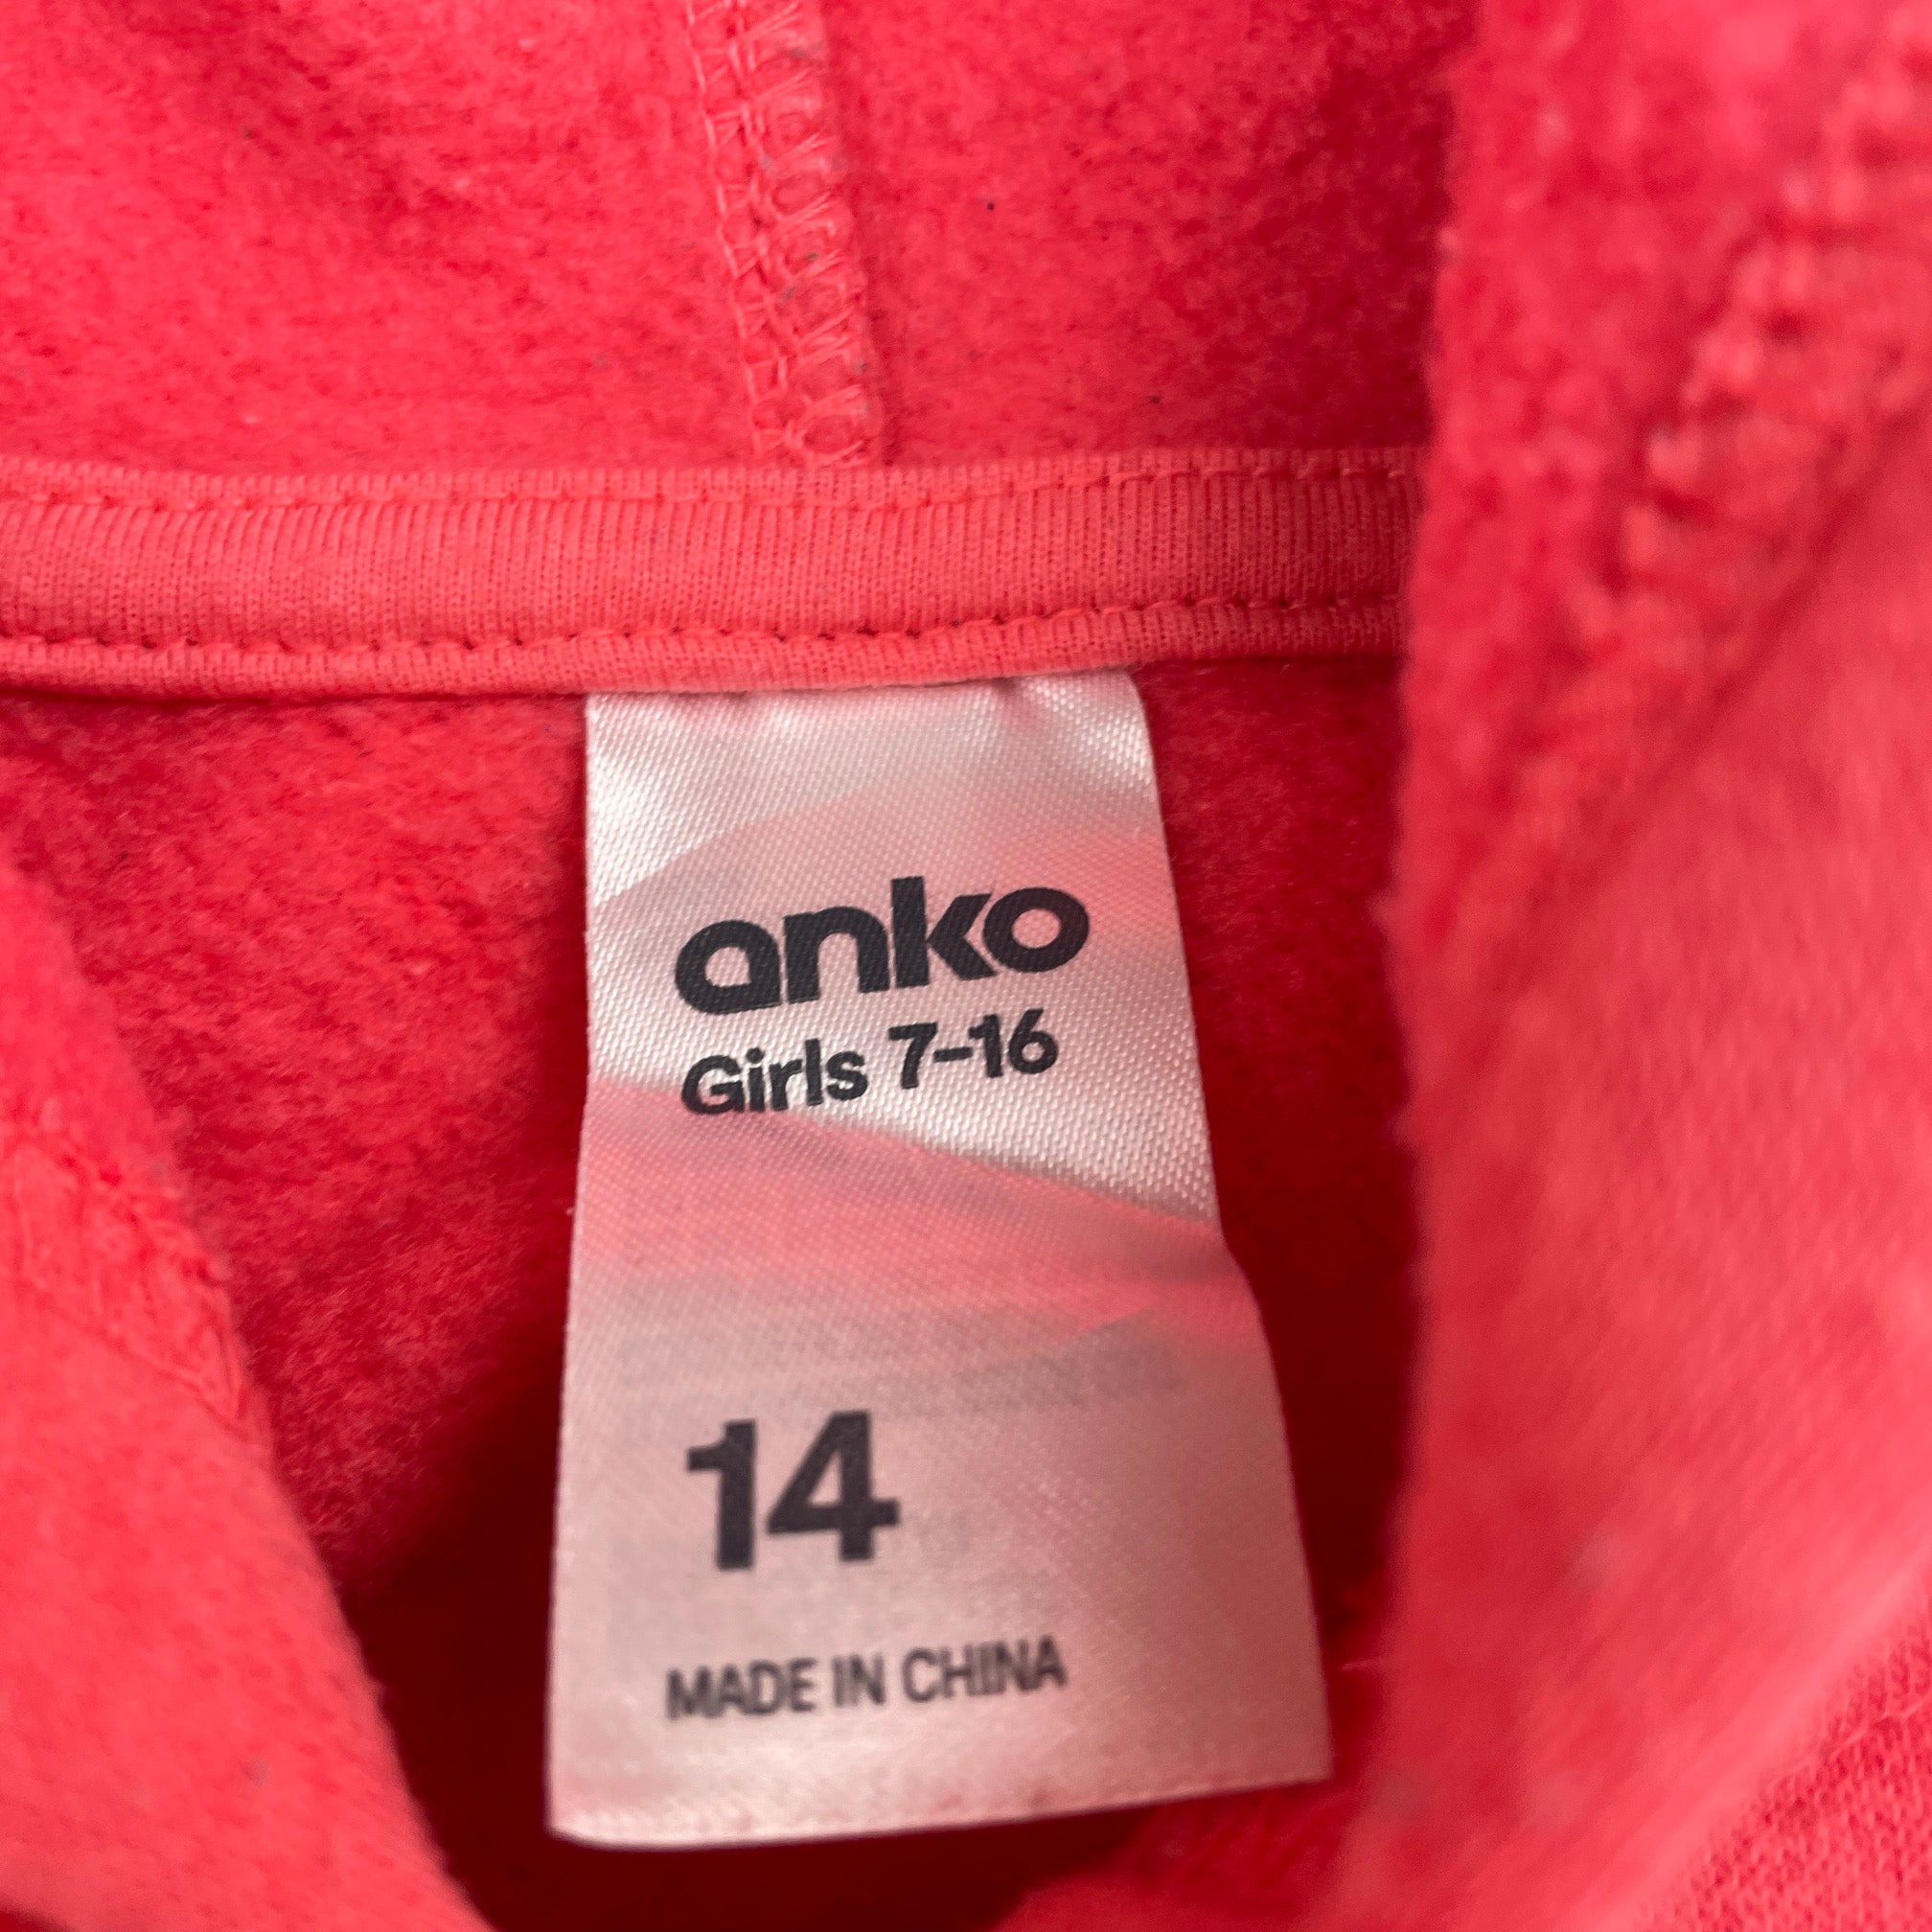 anko
Girls 7-16
14
MADE IN CHINA